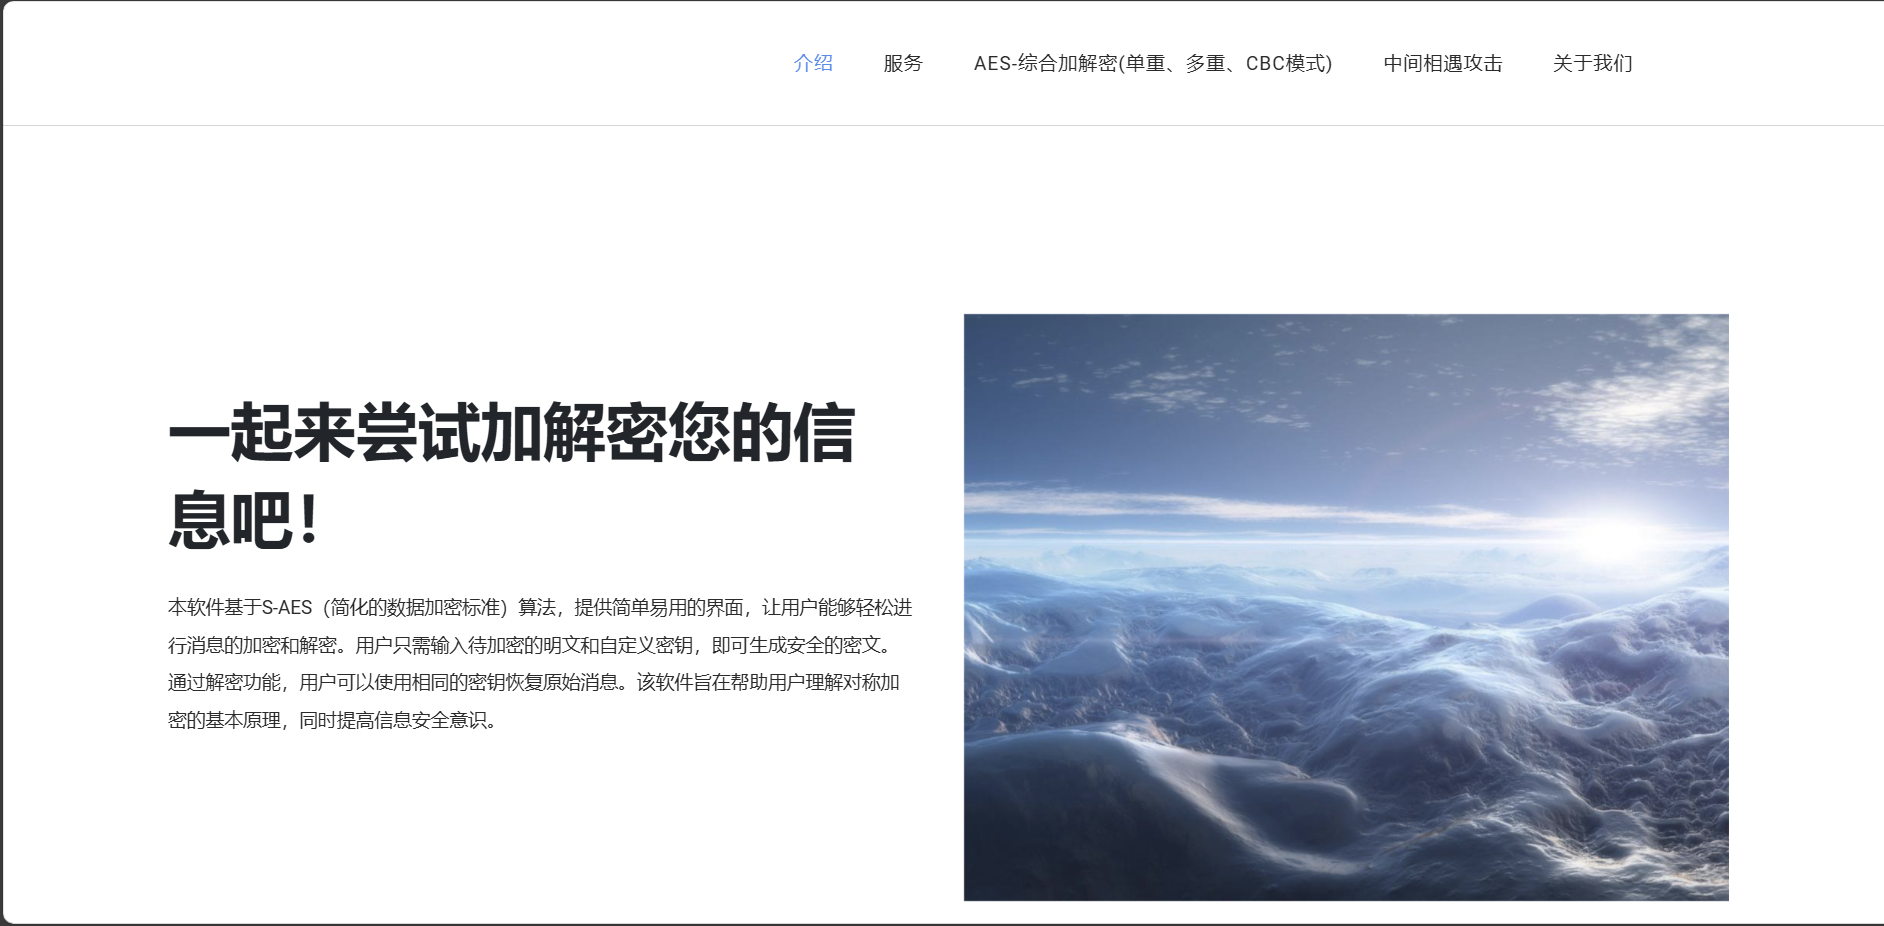 介绍 服务 AES-综合加解密(单重、多重、CBC模式) 中间相遇攻击 关于我们
一起来尝试加解密您的信
息吧！
本软件基于S-AES（简化的数据加密标准）算法，提供简单易用的界面，让用户能够轻松进
行消息的加密和解密。用户只需输入待加密的明文和自定义密钥，即可生成安全的密文。
通过解密功能，用户可以使用相同的密钥恢复原始消息。该软件旨在帮助用户理解对称加
密的基本原理，同时提高信息安全意识。